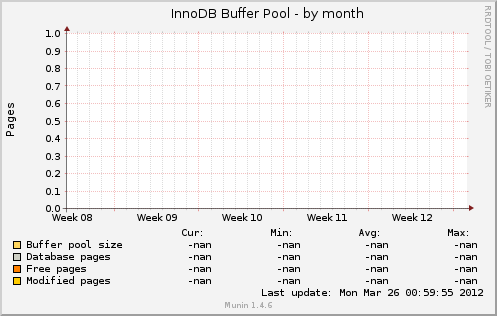 InnoDB Buffer Pool - by month
RRDTOOL / TOBI OETIKER
Pages
1.0
0.9
0.8
0.7
0.6
0.5
0.4
0.3
0.2
0.1
0.0
Week 08 Week 09 Week 10 Week 11 Week 12
Cur: Min: Avg: Max:
Buffer pool size -nan -nan -nan -nan
Database pages -nan -nan -nan -nan
Free pages -nan -nan -nan -nan
Modified pages -nan -nan -nan -nan
Last update: Mon Mar 26 00:59:55 2012
Munin 1.4.6